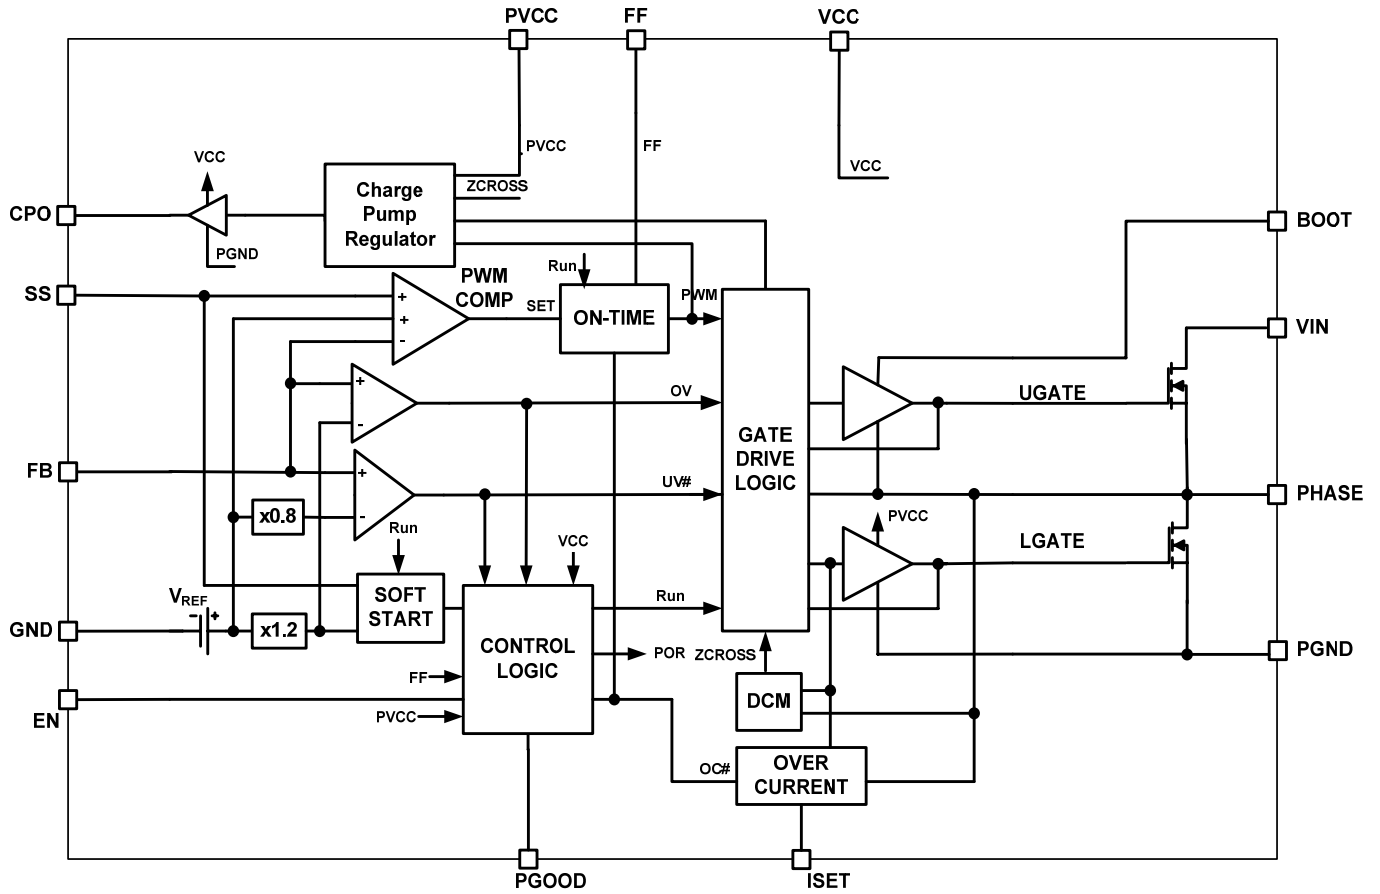 PVCC
FF
VCC
PVCC
FF
VCC
VCC
ZCROSS
Charge
Pump
Regulator
CPO
BOOT
PGND
Run
PWM
COMP
SS
+
SET
PWM
ON-TIME
+
VIN
-
+
OV
UGATE
-
GATE
DRIVE
LOGIC
FB
+
UV#
PHASE
x0.8
-
PVCC
Run
VCC
LGATE
VREF
SOFT
START
Run
- +
GND
x1.2
CONTROL
LOGIC
POR
ZCROSS
PGND
FF
EN
DCM
PVCC
OC#
OVER
CURRENT
PGOOD
ISET